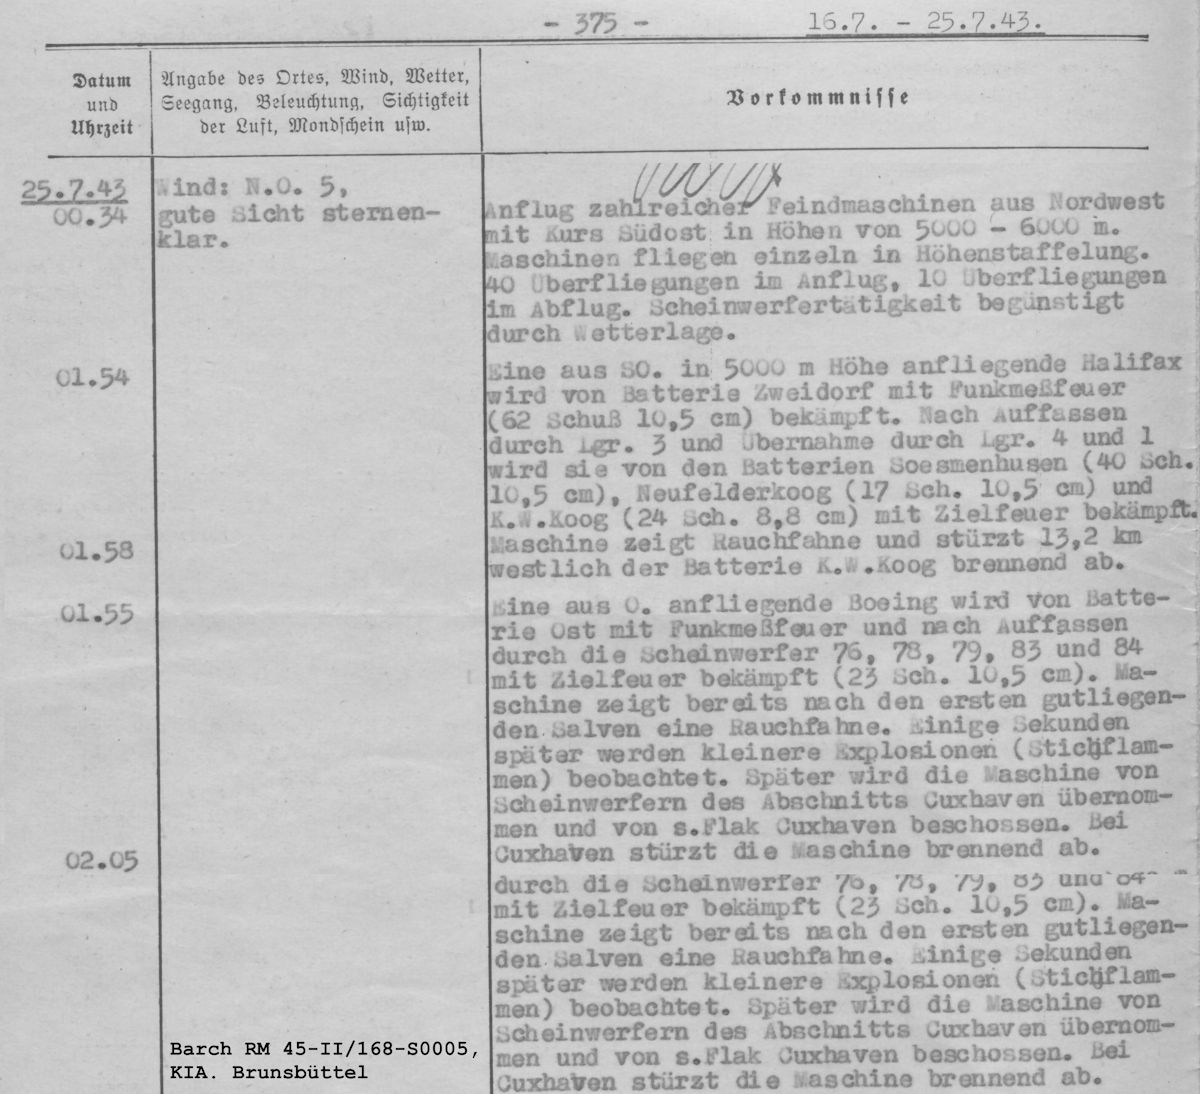 - 375 -
16.7. - 25.7.43.
Datum
und
Uhrzeit
Angabe des Ortes, Wind, Wetter,
Seegang, Beleuchtung, Sichtigkeit
der Luft, Mondschein usw.
Vorkommnisse
25.7.43
00.34
Wind: N.O. 5,
gute Sicht sternen-
klar.
Anflug zahlreicher Feindmaschinen aus Nordwest
mit Kurs Südost in Höhen von 5000 - 6000 m.
Maschinen fliegen einzeln in Höhenstaffelung.
40 Überfliegungen im Anflug, 10 Überfliegungen
im Abflug. Scheinwerfertätigkeit begünstigt
durch Wetterlage.
01.54
Eine aus SO. in 5000 m Höhe anfliegende Halifax
wird von Batterie Zweidorf mit Funkmeßfeuer
(62 Schuß 10,5 cm) bekämpft. Nach Auffassen
durch Lgr. 3 und Übernahme durch Lgr. 4 und 1
wird sie von den Batterien Soesmenhusen (40 Sch.
10,5 cm), Neufelderkoog (17 Sch. 10,5 cm) und
K.W.Koog (24 Sch. 8,8 cm) mit Zielfeuer bekämpft.
01.58
Maschine zeigt Rauchfahne und stürzt 13,2 km
westlich der Batterie K.W.Koog brennend ab.
01.55
Eine aus O. anfliegende Boeing wird von Batte-
rie Ost mit Funkmeßfeuer und nach Auffassen
durch die Scheinwerfer 76, 78, 79, 83 und 84
mit Zielfeuer bekämpft (23 Sch. 10,5 cm). Ma-
schine zeigt bereits nach den ersten gutliegen-
den Salven eine Rauchfahne. Einige Sekunden
später werden kleinere Explosionen (Stichflam-
men) beobachtet. Später wird die Maschine von
Scheinwerfern des Abschnitts Cuxhaven übernom-
men und von s.Flak Cuxhaven beschossen. Bei
02.05
Cuxhaven stürzt die Maschine brennend ab.
durch die Scheinwerfer 76, 78, 79, 83 und 84
mit Zielfeuer bekämpft (23 Sch. 10,5 cm). Ma-
schine zeigt bereits nach den ersten gutliegen-
den Salven eine Rauchfahne. Einige Sekunden
später werden kleinere Explosionen (Stichflam-
men) beobachtet. Später wird die Maschine von
Scheinwerfern des Abschnitts Cuxhaven übernom-
men und von s.Flak Cuxhaven beschossen. Bei
Cuxhaven stürzt die Maschine brennend ab.
Barch RM 45-II/168-S0005,
KIA. Brunsbüttel